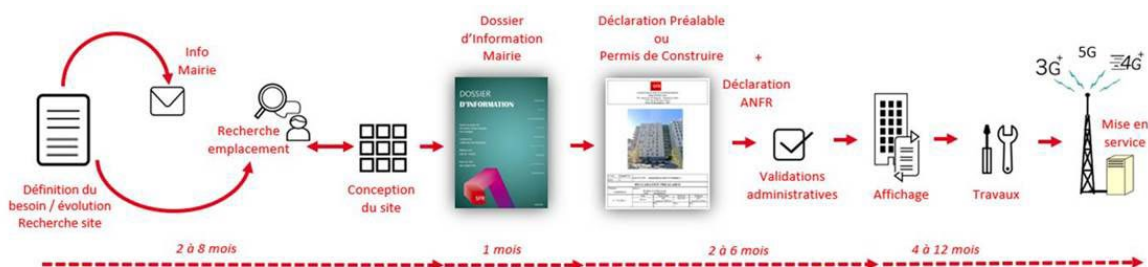 Info
Mairie
Définition du
besoin / évolution
Recherche site
Recherche
emplacement
Conception
du site
Dossier
d'Information
Mairie
DOSSIER
D'INFORMATION
SFR
Déclaration Préalable
ou
Permis de Construire
SFR
+
Déclaration
ANFR
Validations
administratives
Affichage
Travaux
3G+
5G
4G+
Mise en
service
2 à 8 mois
1 mois
2 à 6 mois
4 à 12 mois